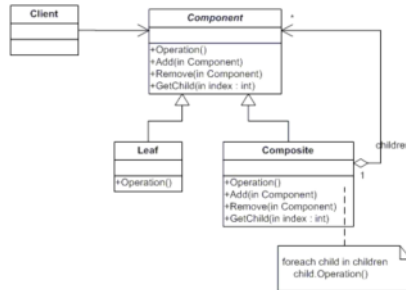 Client
Component
*
+Operation()
+Add(in Component)
+Remove(in Component)
+GetChild(in index : int)
Leaf
+Operation()
Composite
children
1
+Operation()
+Add(in Component)
+Remove(in Component)
+GetChild(in index : int)
foreach child in children
child.Operation()